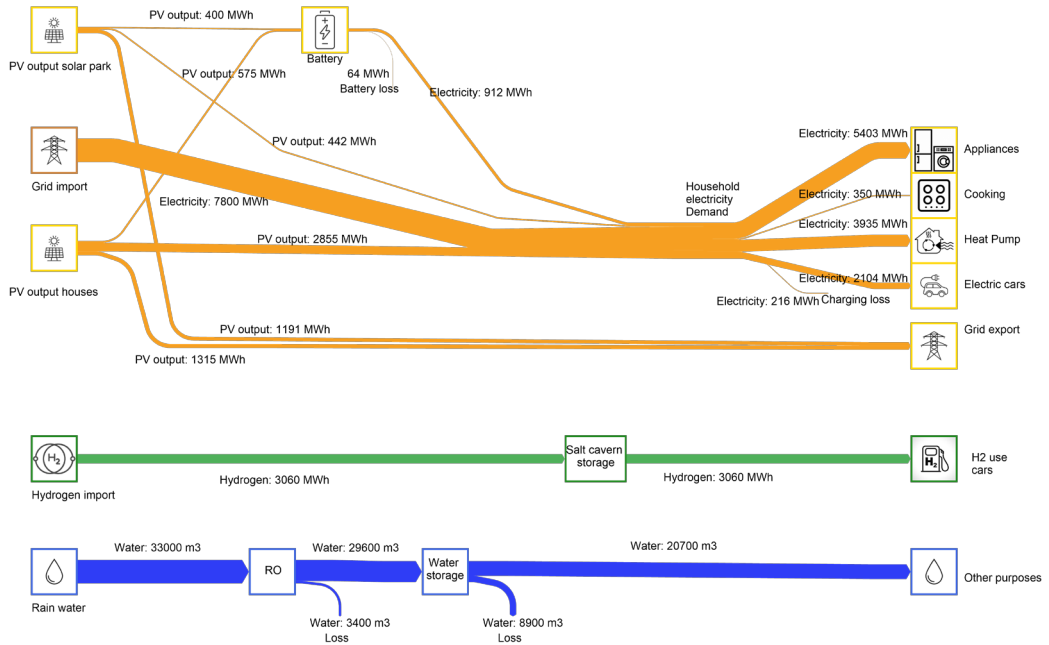 PV output: 400 MWh
PV output solar park
Battery
PV output: 575 MWh
64 MWh
Battery loss
Electricity: 912 MWh
PV output: 442 MWh
Grid import
Electricity: 7800 MWh
Household
electricity
Demand
Electricity: 5403 MWh
Appliances
Electricity: 350 MWh
Cooking
Electricity: 3935 MWh
Heat Pump
PV output: 2855 MWh
PV output houses
Electricity: 2104 MWh
Electric cars
Electricity: 216 MWh
Charging loss
PV output: 1191 MWh
PV output: 1315 MWh
Grid export
H2
Hydrogen import
Hydrogen: 3060 MWh
Salt cavern
storage
Hydrogen: 3060 MWh
H2
H2 use
cars
Water: 33000 m3
Rain water
RO
Water: 29600 m3
Water: 3400 m3
Loss
Water
storage
Water: 8900 m3
Loss
Water: 20700 m3
Other purposes